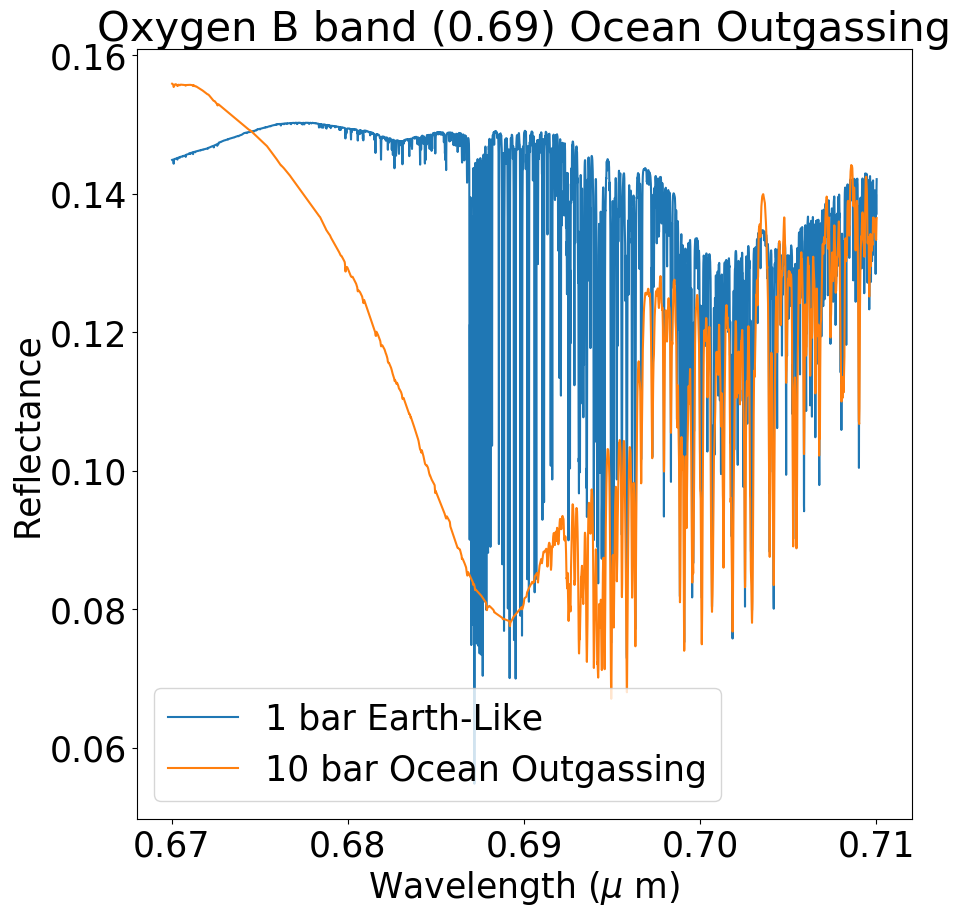 Oxygen B band (0.69) Ocean Outgassing
0.16
0.14
0.12
0.10
0.08
0.06
Reflectance
1 bar Earth-Like
10 bar Ocean Outgassing
0.67 0.68 0.69 0.70 0.71
Wavelength (μ m)